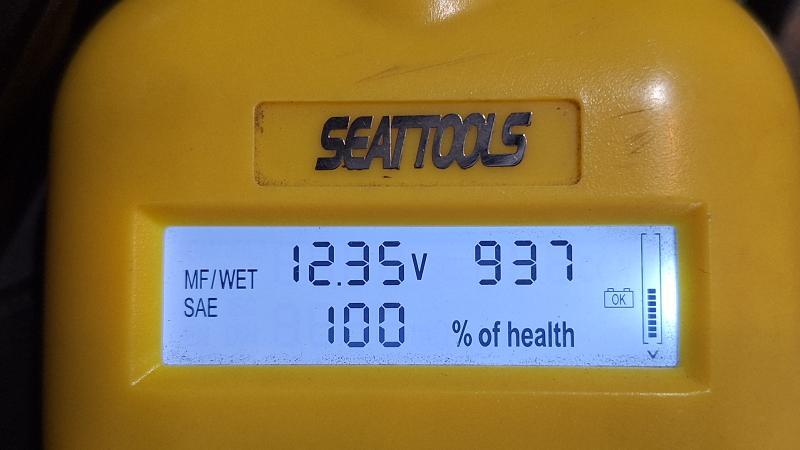 SEATTOOLS
MF/WET 12.35V 937
SAE 100 % of health
OK